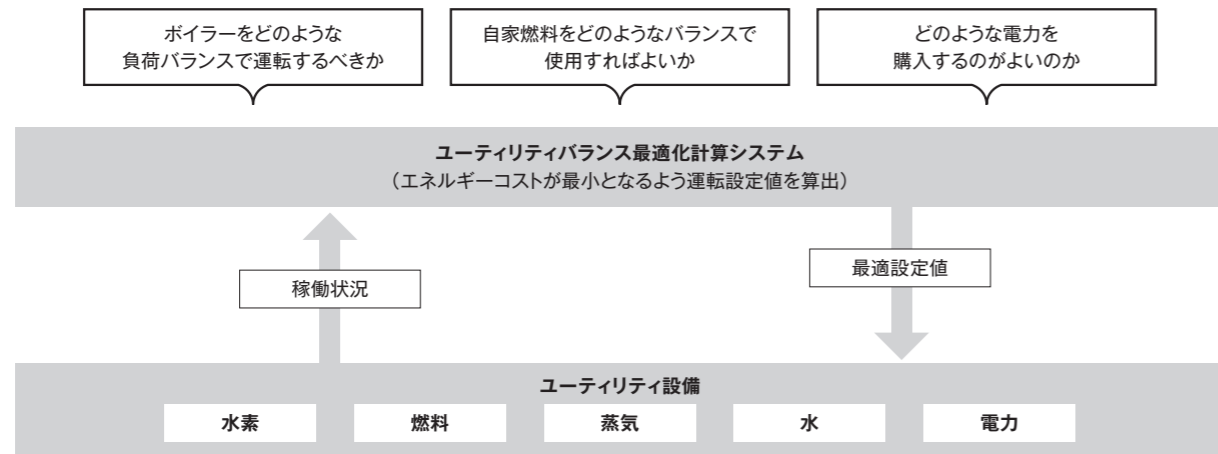 ボイラーをどのような
負荷バランスで運転するべきか
自家燃料をどのようなバランスで
使用すればよいか
どのような電力を
購入するのがよいのか
ユーティリティバランス最適化計算システム
（エネルギーコストが最小となるよう運転設定値を算出）
稼働状況
最適設定値
ユーティリティ設備
水素
燃料
蒸気
水
電力